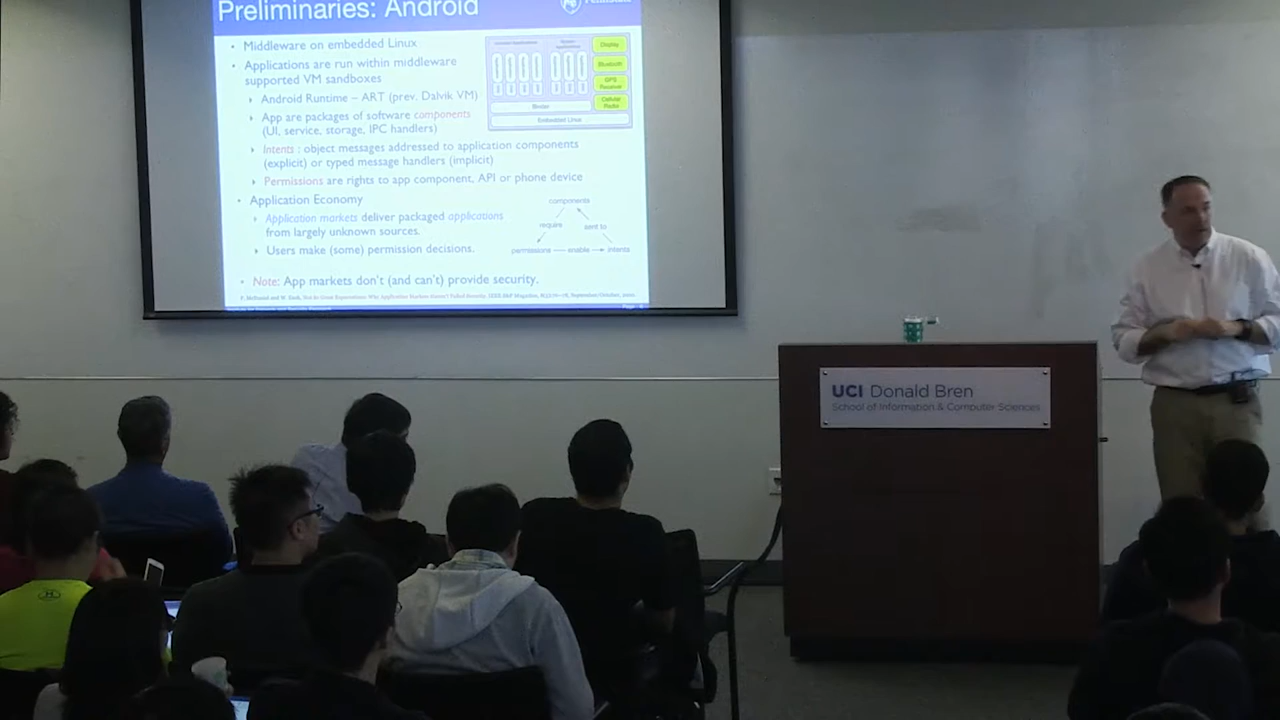 Preliminaries: Android
PennState
• Middleware on embedded Linux
• Applications are run within middleware
supported VM sandboxes
‣ Android Runtime – ART (prev. Dalvik VM)
‣ App are packages of software components
(UI, service, storage, IPC handlers)
‣ Intents : object messages addressed to application components
(explicit) or typed message handlers (implicit)
‣ Permissions are rights to app component, API or phone device
• Application Economy
‣ Application markets deliver packaged applications
from largely unknown sources.
‣ Users make (some) permission decisions.
• Note: App markets don't (and can't) provide security.
Display
Bluetooth
GPS
Receiver
Cellular
Radio
Binder
Embedded Linux
components
require
sent to
permissions
enable
intents
UCI Donald Bren
School of Information & Computer Sciences